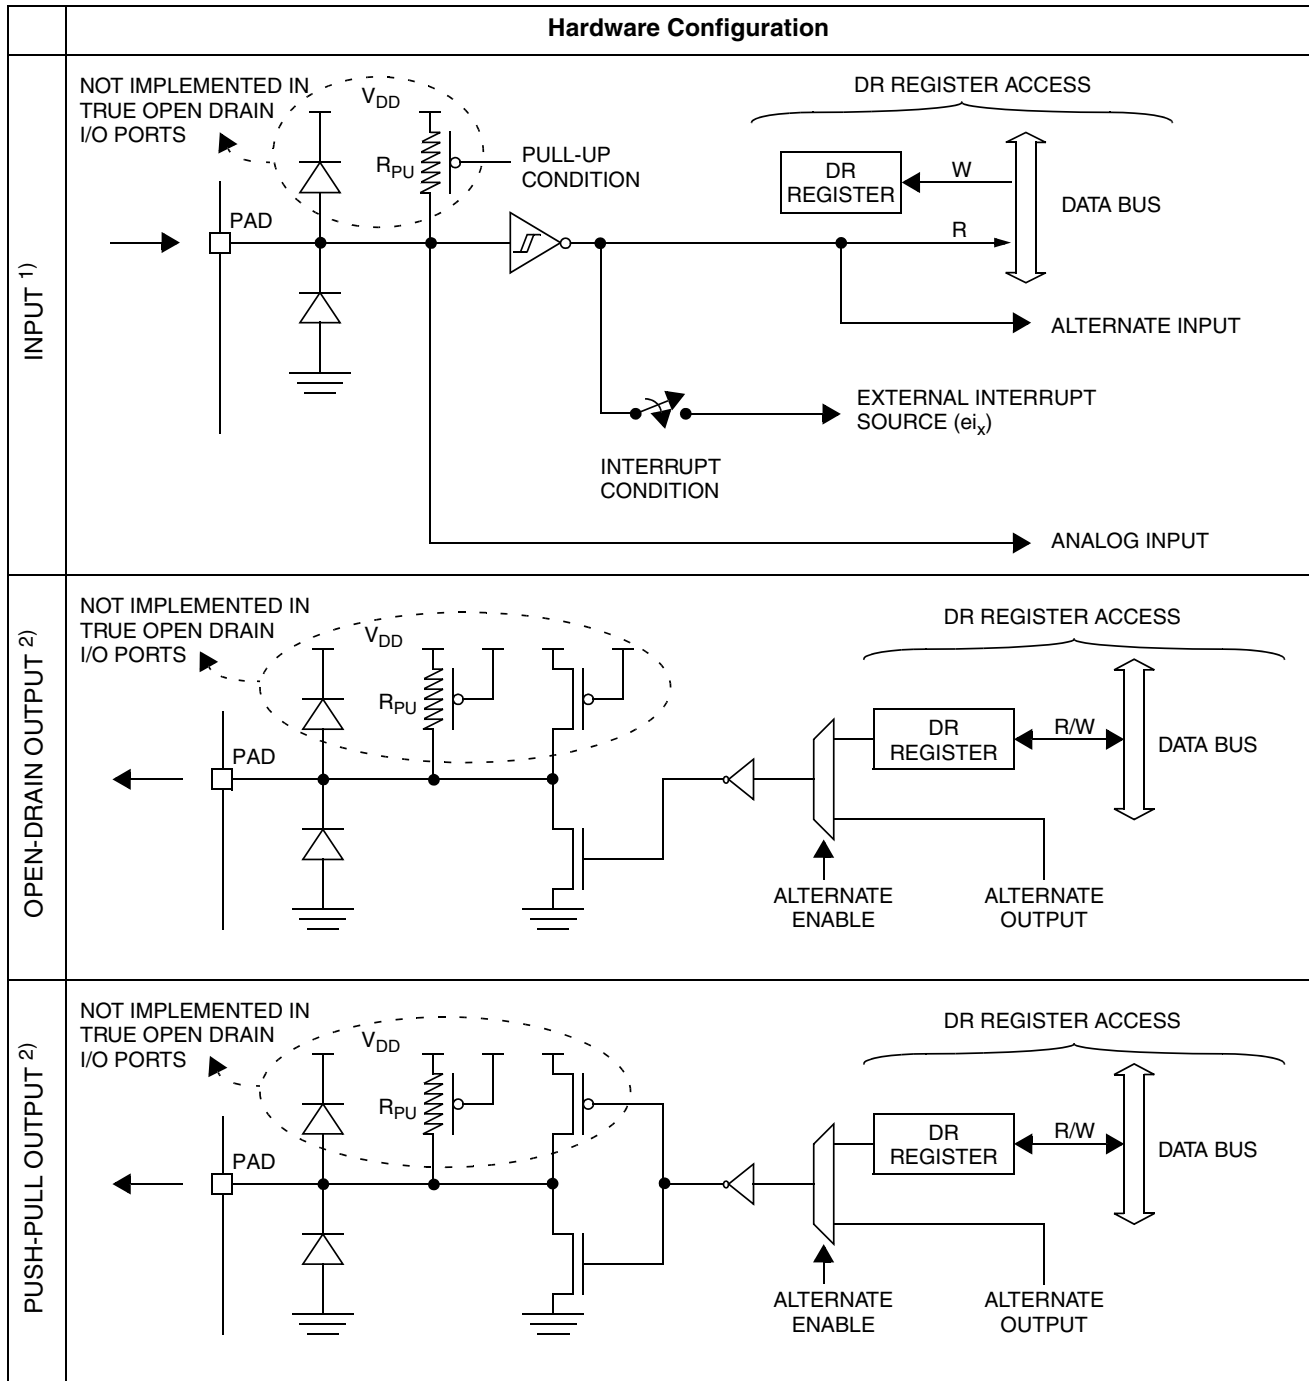 Hardware Configuration
INPUT 1)
NOT IMPLEMENTED IN
TRUE OPEN DRAIN
I/O PORTS
VDD
RPU
PULL-UP
CONDITION
PAD
DR REGISTER ACCESS
DR
REGISTER
W
R
DATA BUS
ALTERNATE INPUT
EXTERNAL INTERRUPT
SOURCE (eix)
INTERRUPT
CONDITION
ANALOG INPUT
OPEN-DRAIN OUTPUT 2)
NOT IMPLEMENTED IN
TRUE OPEN DRAIN
I/O PORTS
VDD
RPU
PAD
DR REGISTER ACCESS
DR
REGISTER
R/W
DATA BUS
ALTERNATE
ENABLE
ALTERNATE
OUTPUT
PUSH-PULL OUTPUT 2)
NOT IMPLEMENTED IN
TRUE OPEN DRAIN
I/O PORTS
VDD
RPU
PAD
DR REGISTER ACCESS
DR
REGISTER
R/W
DATA BUS
ALTERNATE
ENABLE
ALTERNATE
OUTPUT